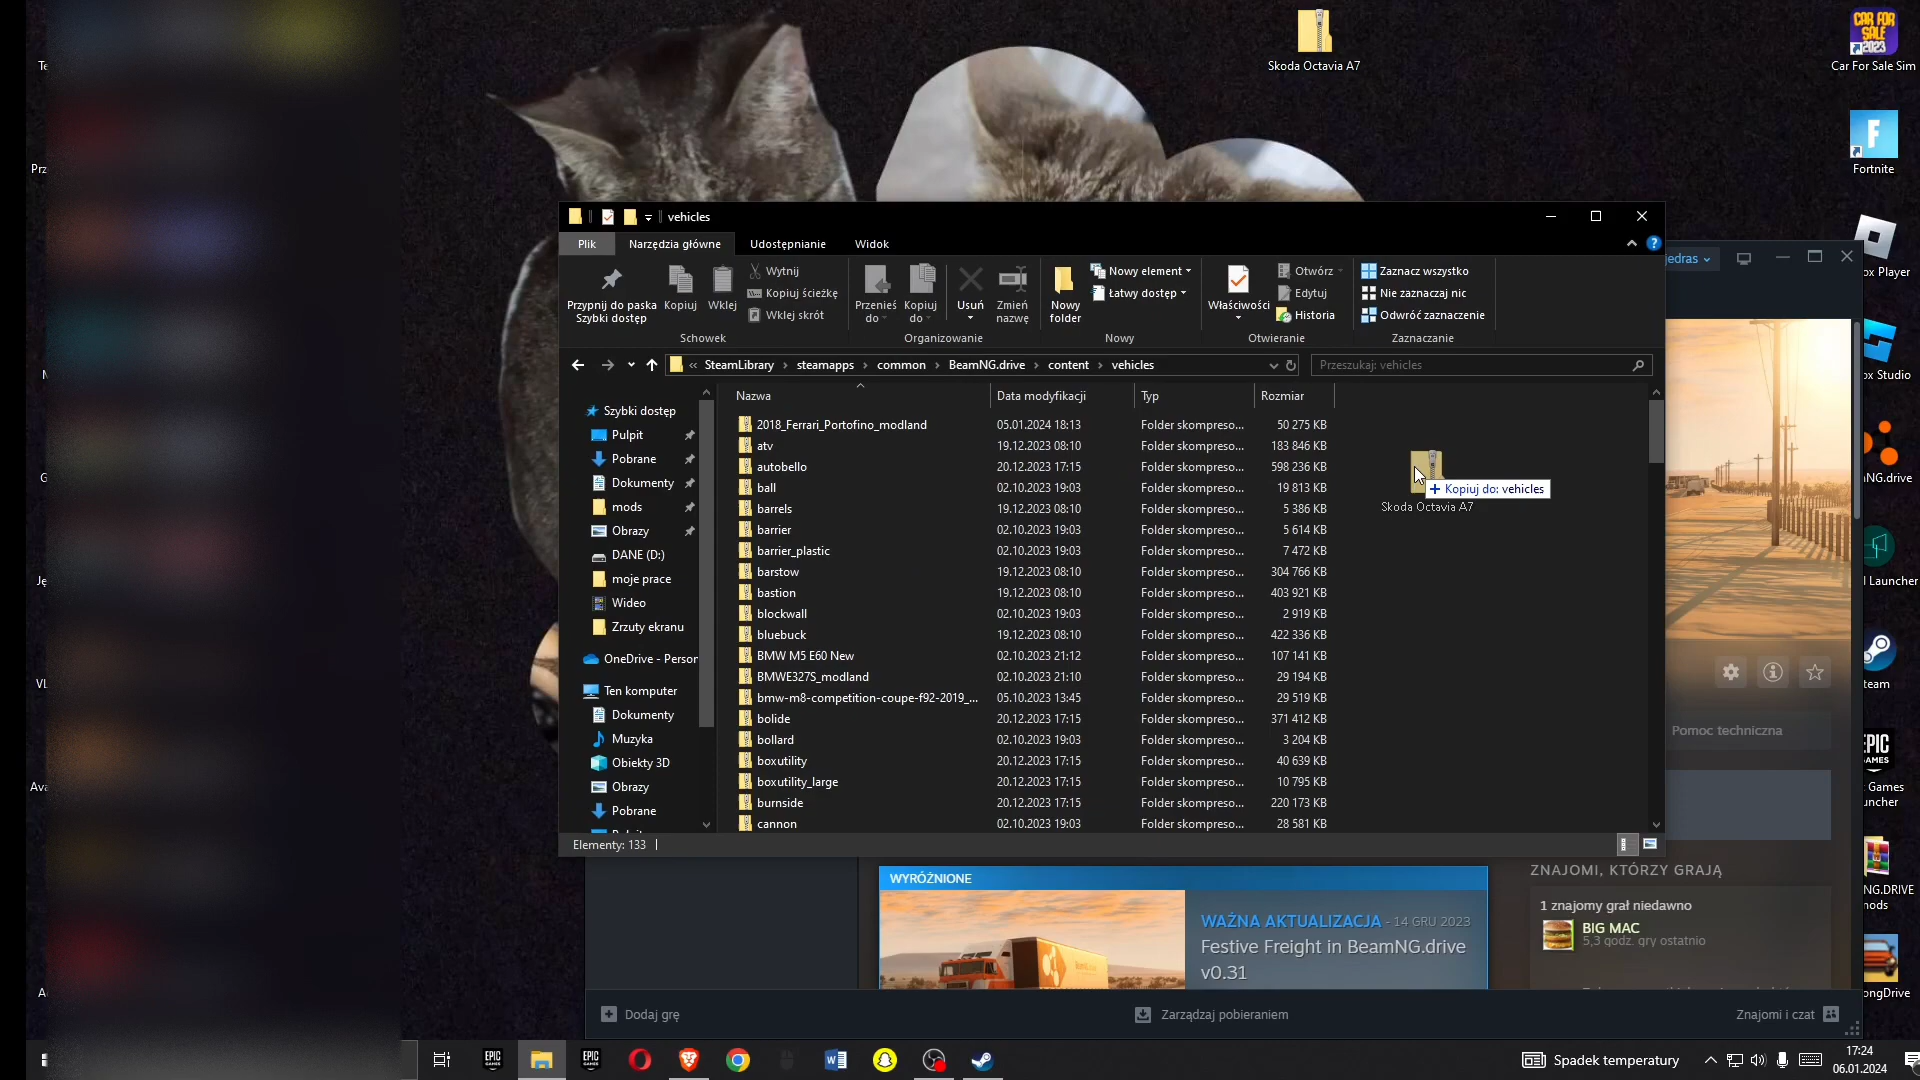 Skoda Octavia A7
Car For Sale Sim
CAR FOR SALE 2023
Fortnite
vehicles
Plik
Narzędzia główne
Udostępnianie
Widok
Przypnij do paska Szybki dostęp
Kopiuj
Wklej
Wytnij
Kopiuj ścieżkę
Wklej skrót
Schowek
Przenieś do
Kopiuj do
Usuń
Zmień nazwę
Organizowanie
Nowy folder
Nowy element
Łatwy dostęp
Nowy
Właściwości
Otwórz
Edytuj
Historia
Otwieranie
Zaznacz wszystko
Nie zaznaczaj nic
Odwróć zaznaczenie
Zaznaczanie
« SteamLibrary › steamapps › common › BeamNG.drive › content › vehicles
Przeszukaj: vehicles
Szybki dostęp
Pulpit
Pobrane
Dokumenty
mods
Obrazy
DANE (D:)
moje prace
Wideo
Zrzuty ekranu
OneDrive - Person
Ten komputer
Dokumenty
Muzyka
Obiekty 3D
Obrazy
Pobrane
Nazwa Data modyfikacji Typ Rozmiar
2018_Ferrari_Portofino_modland 05.01.2024 18:13 Folder skompreso... 50 275 KB
atv 19.12.2023 08:10 Folder skompreso... 183 846 KB
autobello 20.12.2023 17:15 Folder skompreso... 598 236 KB
ball 02.10.2023 19:03 Folder skompreso... 19 813 KB
barrels 19.12.2023 08:10 Folder skompreso... 5 386 KB
barrier 02.10.2023 19:03 Folder skompreso... 5 614 KB
barrier_plastic 02.10.2023 19:03 Folder skompreso... 7 472 KB
barstow 19.12.2023 08:10 Folder skompreso... 304 766 KB
bastion 19.12.2023 08:10 Folder skompreso... 403 921 KB
blockwall 02.10.2023 19:03 Folder skompreso... 2 919 KB
bluebuck 19.12.2023 08:10 Folder skompreso... 422 336 KB
BMW M5 E60 New 02.10.2023 21:12 Folder skompreso... 107 141 KB
BMWE327S_modland 02.10.2023 21:10 Folder skompreso... 29 194 KB
bmw-m8-competition-coupe-f92-2019_... 05.10.2023 13:45 Folder skompreso... 29 519 KB
bolide 20.12.2023 17:15 Folder skompreso... 371 412 KB
bollard 02.10.2023 19:03 Folder skompreso... 3 204 KB
boxutility 20.12.2023 17:15 Folder skompreso... 40 639 KB
boxutility_large 20.12.2023 17:15 Folder skompreso... 10 795 KB
burnside 20.12.2023 17:15 Folder skompreso... 220 173 KB
cannon 02.10.2023 19:03 Folder skompreso... 28 581 KB
+ Kopiuj do: vehicles
Skoda Octavia A7
Elementy: 133
edras
Pomoc techniczna
ox Player
ox Studio
NG.drive
l Launcher
team
EPIC GAMES
Games
ncher
NG.DRIVE
nods
ongDrive
WYRÓŻNIONE
WAŻNA AKTUALIZACJA - 14 GRU 2023
Festive Freight in BeamNG.drive
v0.31
ZNAJOMI, KTÓRZY GRAJĄ
1 znajomy grał niedawno
BIG MAC
5,3 godz. gry ostatnio
Dodaj grę
Zarządzaj pobieraniem
Znajomi i czat
Te
Prz
N
G
Ję
VL
Ava
A
EPIC GAMES
EPIC GAMES
Spadek temperatury
17:24
06.01.2024